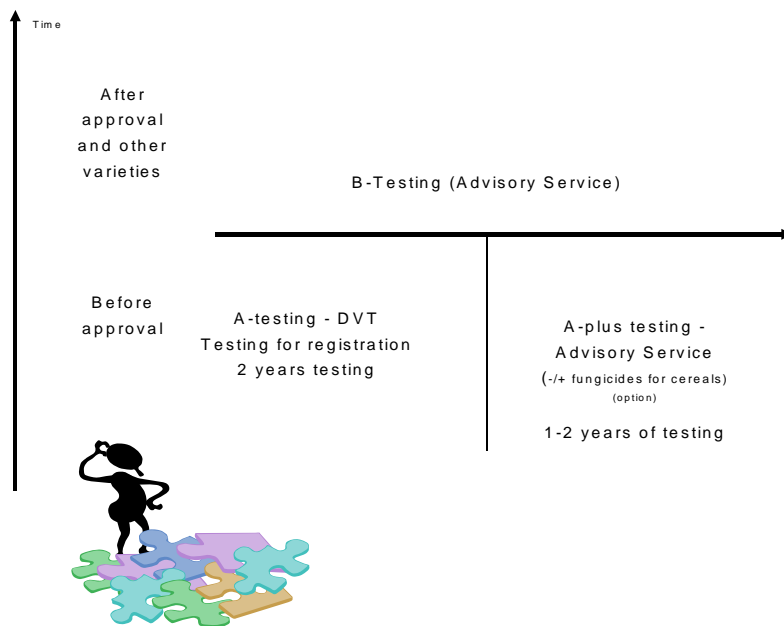 Time
After
approval
and other
varieties
B-Testing (Advisory Service)
Before
approval
A-testing - DVT
Testing for registration
2 years testing
A-plus testing -
Advisory Service
(-/+ fungicides for cereals)
(option)
1-2 years of testing